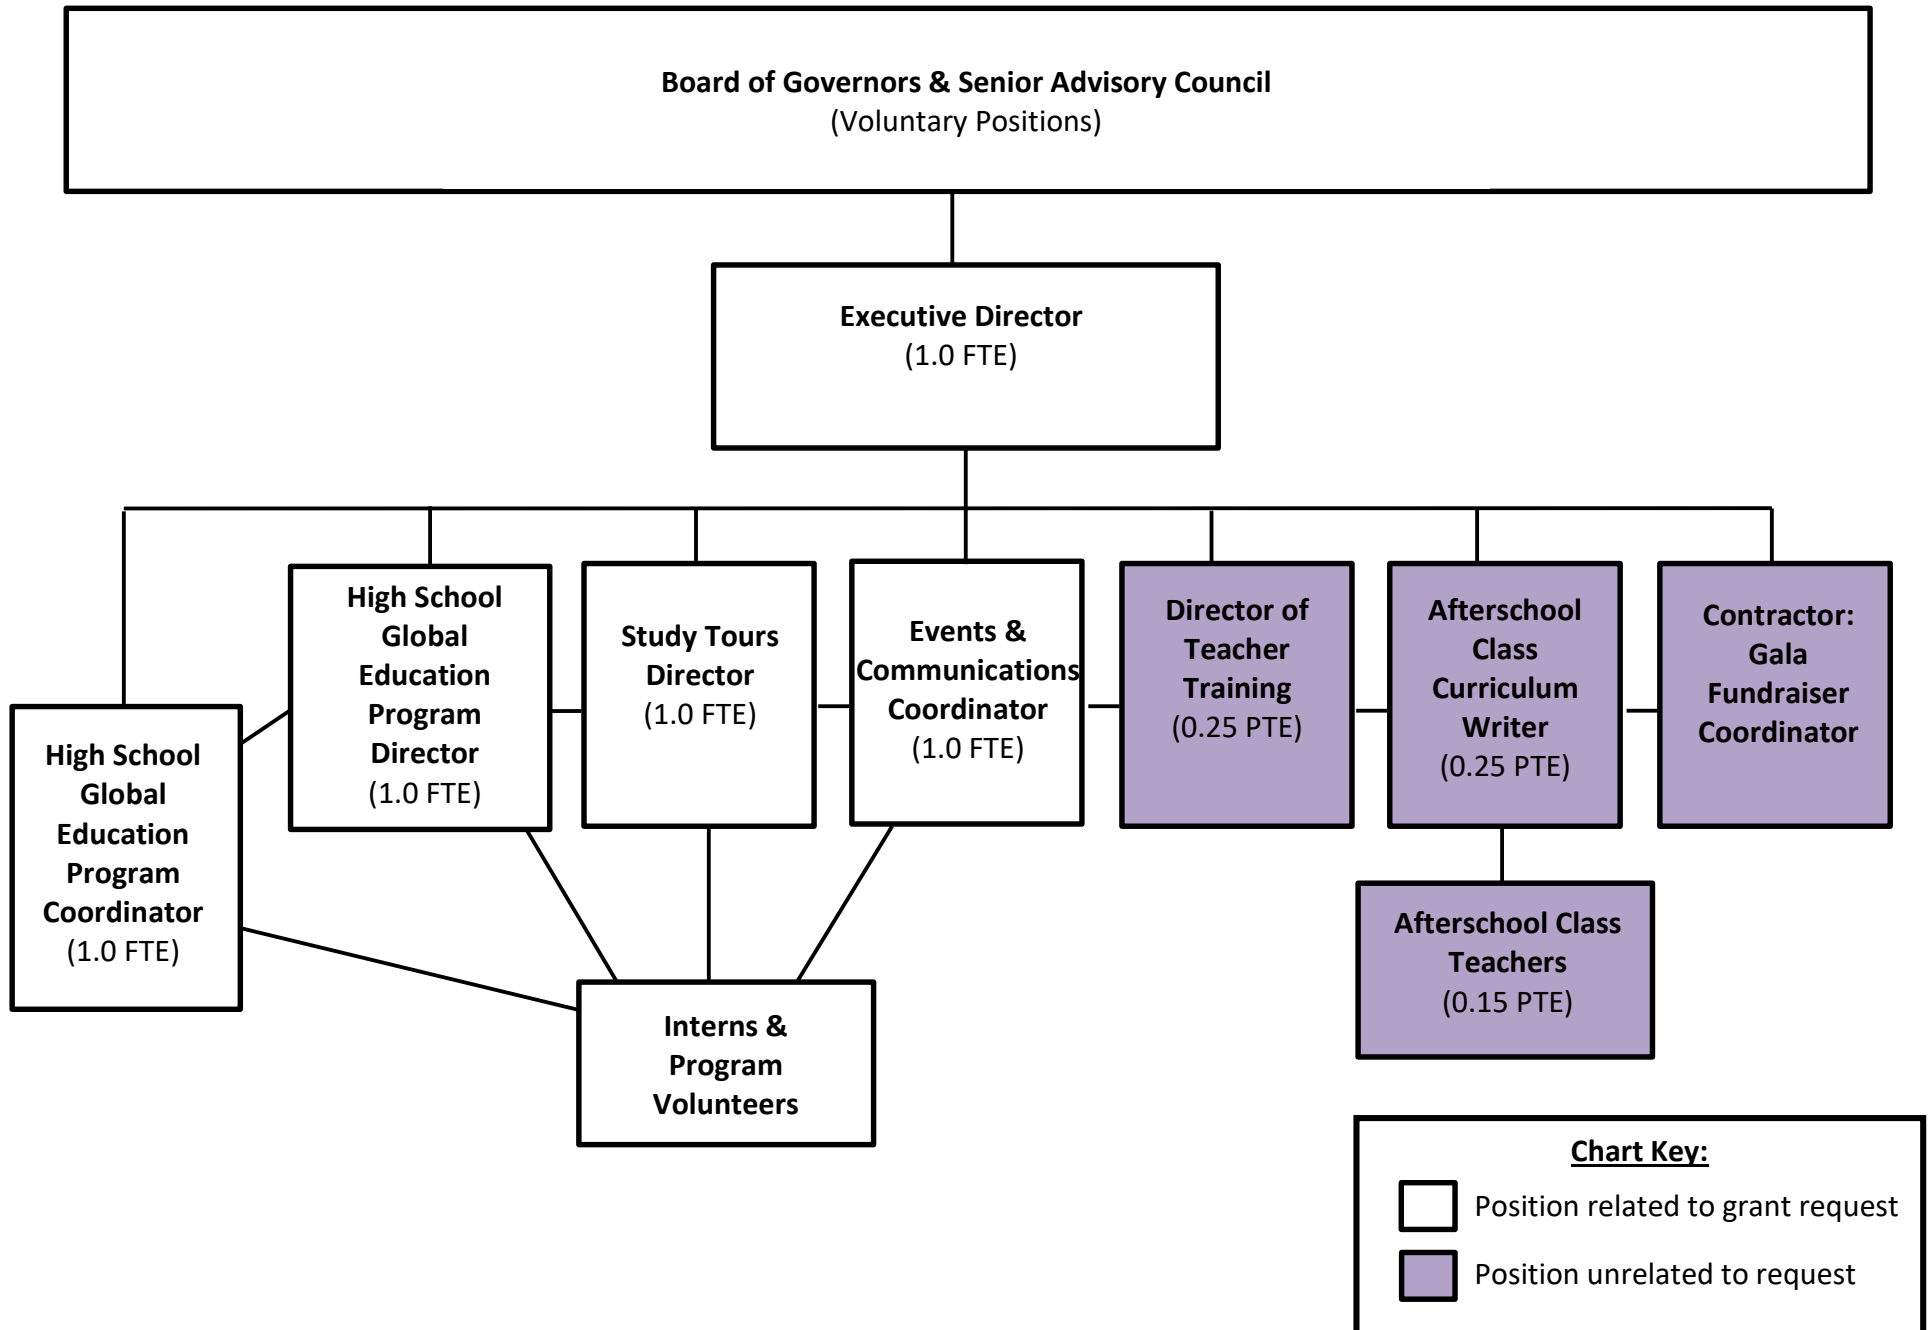 Board of Governors & Senior Advisory Council
(Voluntary Positions)
Executive Director
(1.0 FTE)
High School
Global
Education
Program
Coordinator
(1.0 FTE)
High School
Global
Education
Program
Director
(1.0 FTE)
Study Tours
Director
(1.0 FTE)
Events &
Communications
Coordinator
(1.0 FTE)
Director of
Teacher
Training
(0.25 PTE)
Afterschool
Class
Curriculum
Writer
(0.25 PTE)
Contractor:
Gala
Fundraiser
Coordinator
Afterschool Class
Teachers
(0.15 PTE)
Interns &
Program
Volunteers
Chart Key:
Position related to grant request
Position unrelated to request